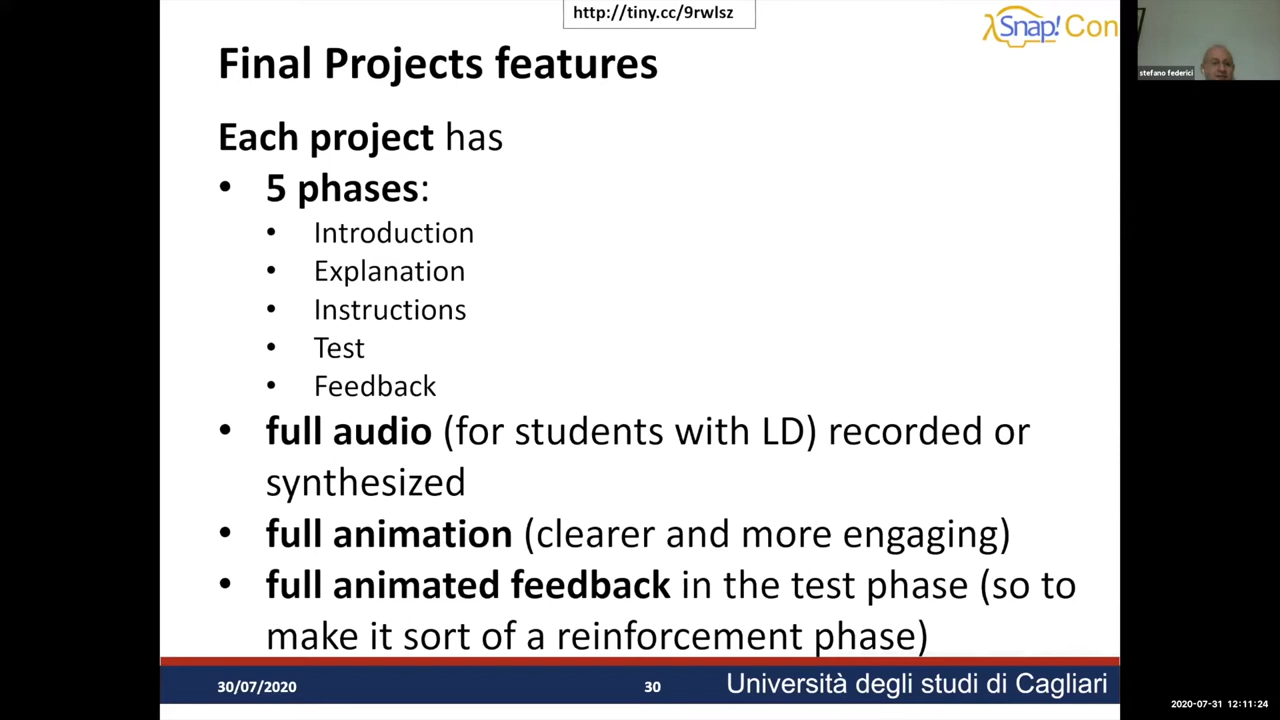 http://tiny.cc/9rwlsz
λSnap! Con
stefano federici
Final Projects features
Each project has
• 5 phases:
• Introduction
• Explanation
• Instructions
• Test
• Feedback
• full audio (for students with LD) recorded or
synthesized
• full animation (clearer and more engaging)
• full animated feedback in the test phase (so to
make it sort of a reinforcement phase)
30/07/2020
30
Università degli studi di Cagliari
2020-07-31 12:11:24